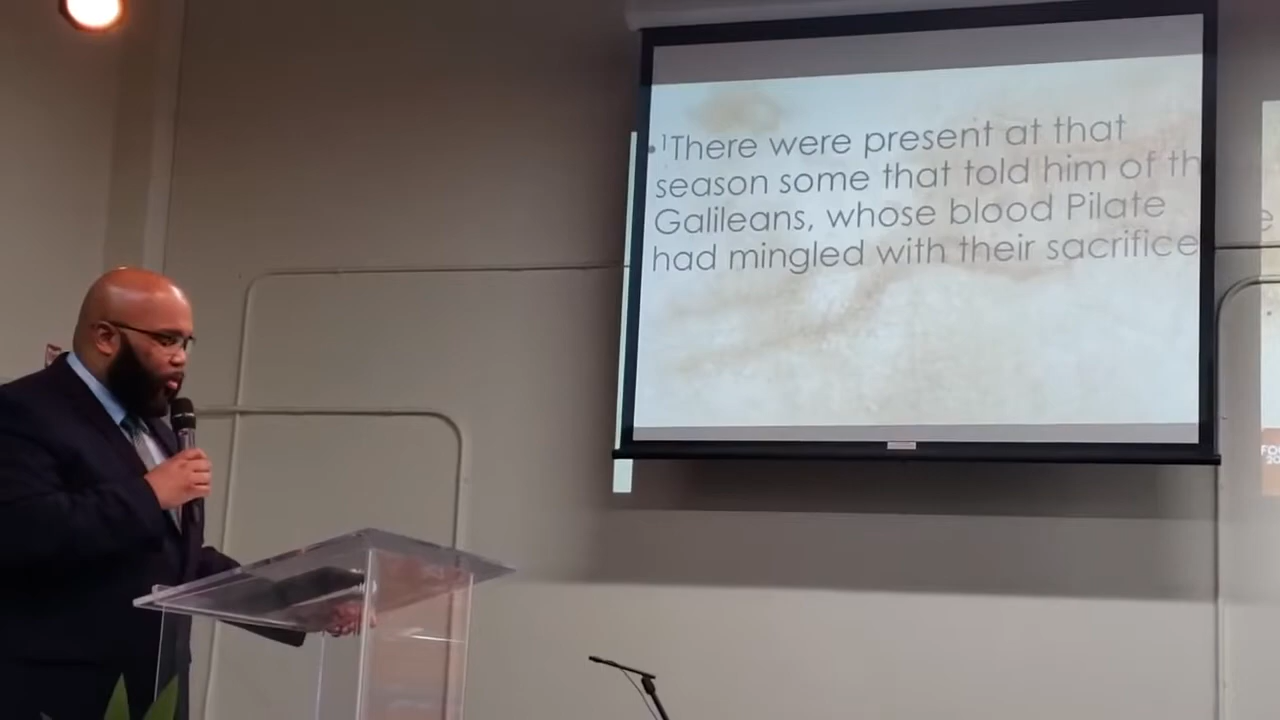 •¹There were present at that
season some that told him of th
Galileans, whose blood Pilate
had mingled with their sacrifice
e